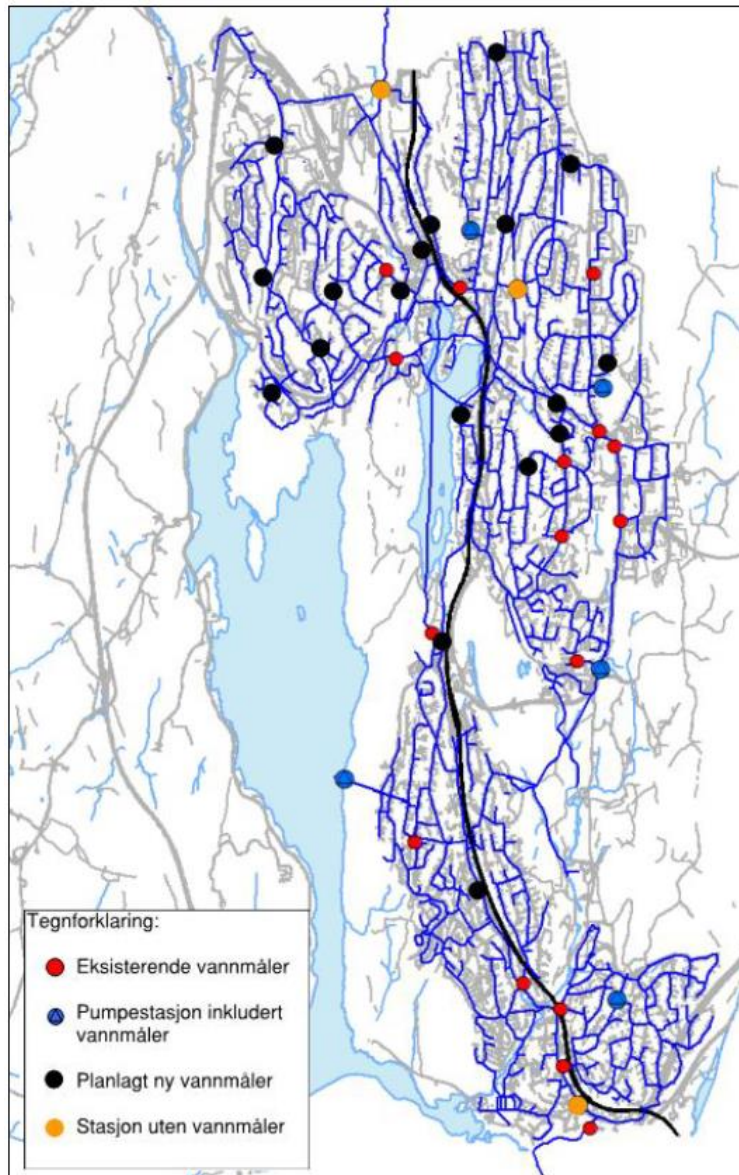 Tegnforklaring:
Eksisterende vannmåler
Pumpestasjon inkludert
vannmåler
Planlagt ny vannmåler
Stasjon uten vannmåler